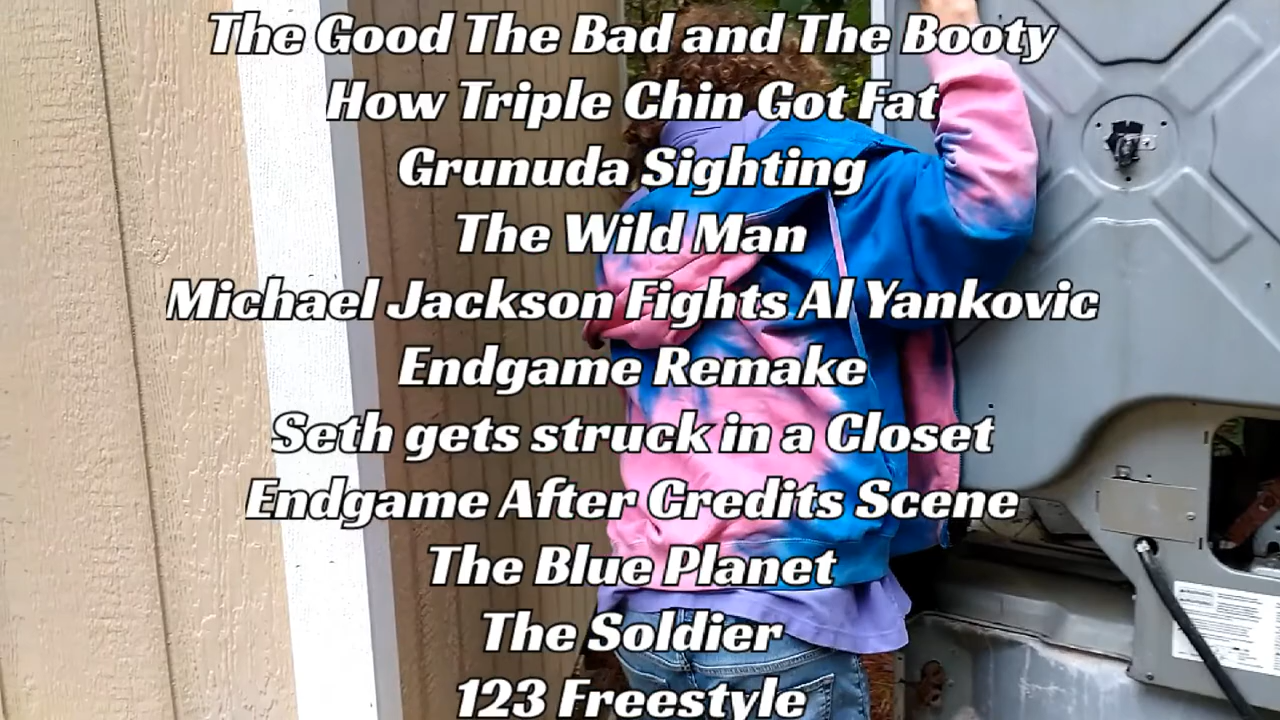 The Good The Bad and The Booty
How Triple Chin Got Fat
Grunuda Sighting
The Wild Man
Michael Jackson Fights Al Yankovic
Endgame Remake
Seth gets struck in a Closet
Endgame After Credits Scene
The Blue Planet
The Soldier
123 Freestyle